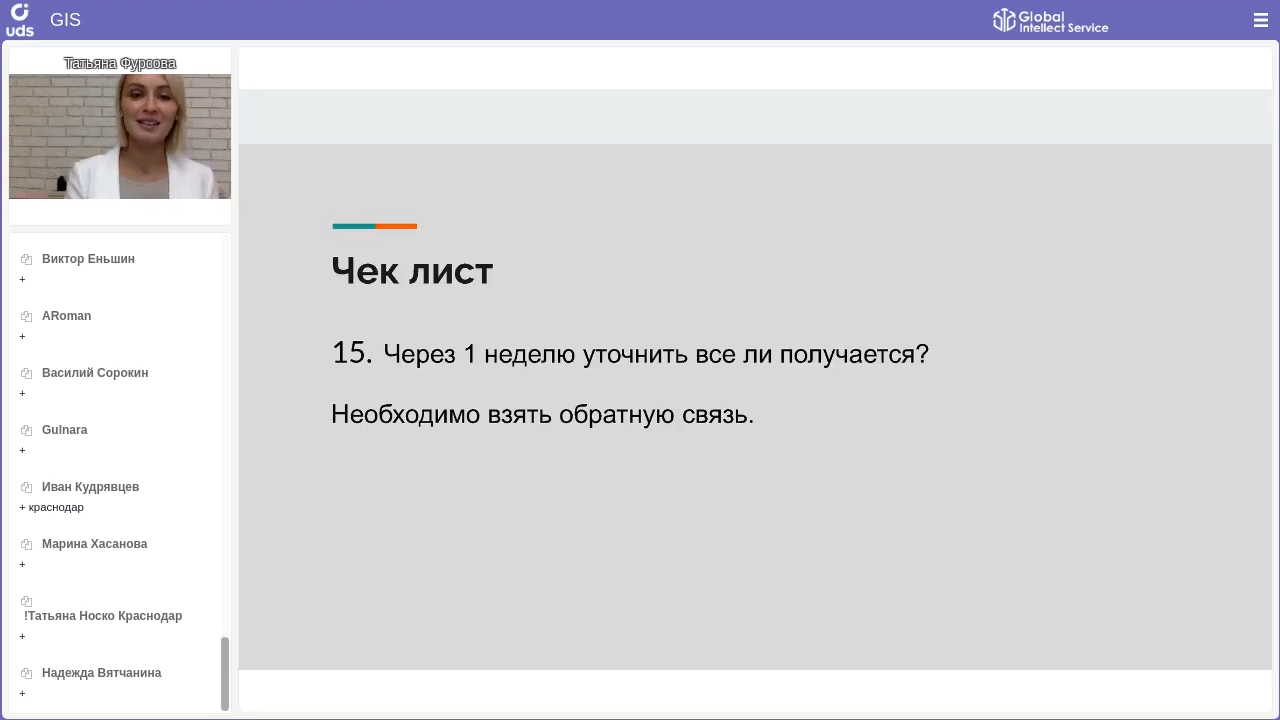 uds
GIS
Global
Intellect Service
Татьяна Фурсова
Виктор Еньшин
+
ARoman
+
Василий Сорокин
+
Gulnara
+
Иван Кудрявцев
+ краснодар
Марина Хасанова
+
!Татьяна Носко Краснодар
+
Надежда Вятчанина
+
Чек лист
15. Через 1 неделю уточнить все ли получается?
Необходимо взять обратную связь.